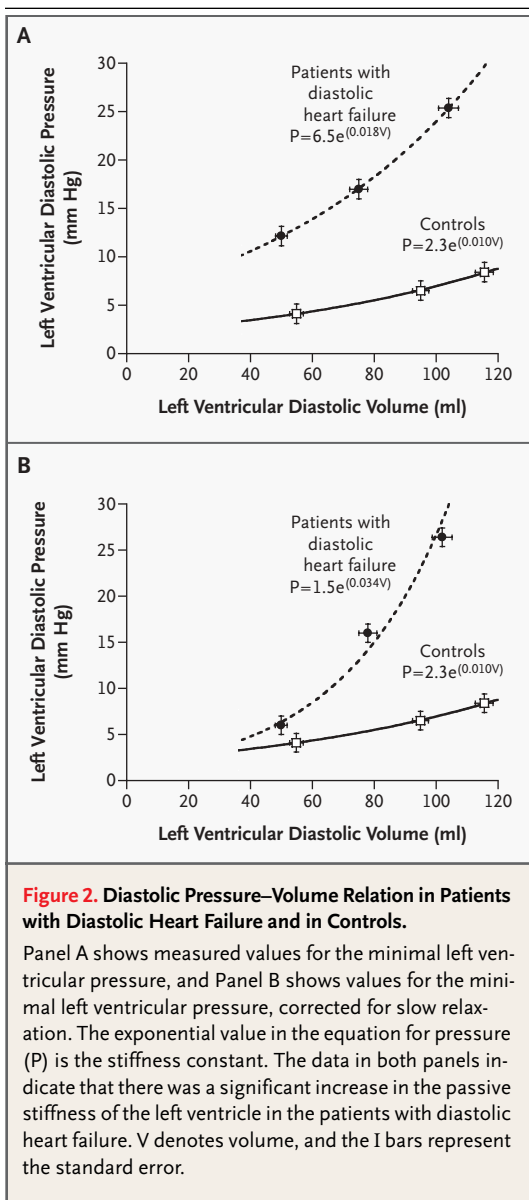 A
Left Ventricular Diastolic Pressure
(mm Hg)
30
25
20
15
10
5
0
Patients with
diastolic
heart failure
P=6.5e(0.018V)
Controls
P=2.3e(0.010V)
0 20 40 60 80 100 120
Left Ventricular Diastolic Volume (ml)
B
Left Ventricular Diastolic Pressure
(mm Hg)
30
25
20
15
10
5
0
Patients with
diastolic
heart failure
P=1.5e(0.034V)
Controls
P=2.3e(0.010V)
0 20 40 60 80 100 120
Left Ventricular Diastolic Volume (ml)
Figure 2. Diastolic Pressure–Volume Relation in Patients
with Diastolic Heart Failure and in Controls.
Panel A shows measured values for the minimal left ven-
tricular pressure, and Panel B shows values for the mini-
mal left ventricular pressure, corrected for slow relax-
ation. The exponential value in the equation for pressure
(P) is the stiffness constant. The data in both panels in-
dicate that there was a significant increase in the passive
stiffness of the left ventricle in the patients with diastolic
heart failure. V denotes volume, and the I bars represent
the standard error.